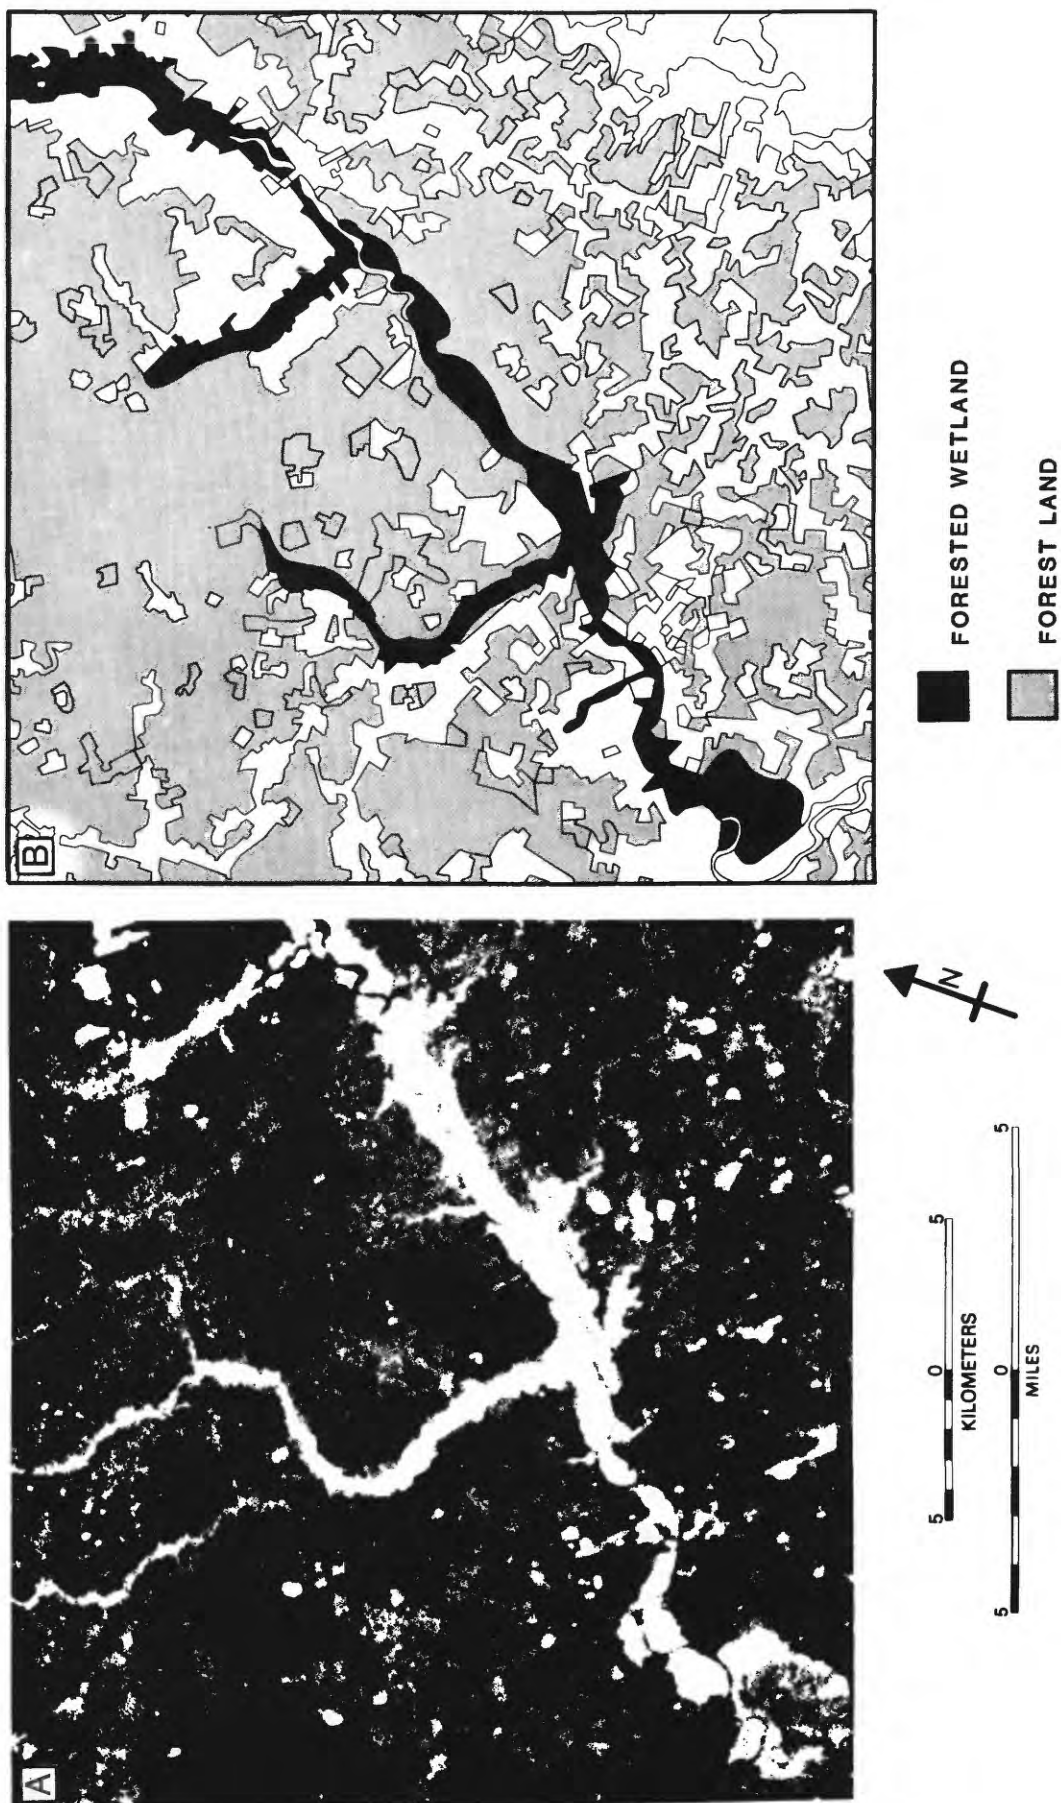 A
B
N
5 0 5
KILOMETERS
5 0 5
MILES
FORESTED WETLAND
FOREST LAND